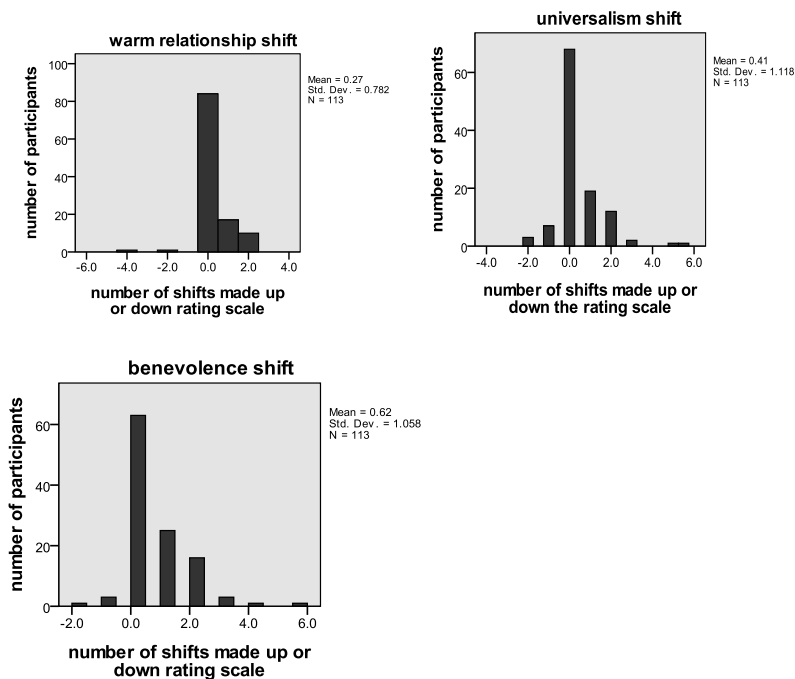 warm relationship shift
number of participants
100
80
60
40
20
0
-6.0 -4.0 -2.0 0.0 2.0 4.0
number of shifts made up
or down rating scale
Mean = 0.27
Std. Dev. = 0.782
N = 113
universalism shift
number of participants
60
40
20
0
-4.0 -2.0 0.0 2.0 4.0 6.0
number of shifts made up or
down the rating scale
Mean = 0.41
Std. Dev. = 1.118
N = 113
benevolence shift
number of participants
60
40
20
0
-2.0 0.0 2.0 4.0 6.0
number of shifts made up or
down rating scale
Mean = 0.62
Std. Dev. = 1.058
N = 113